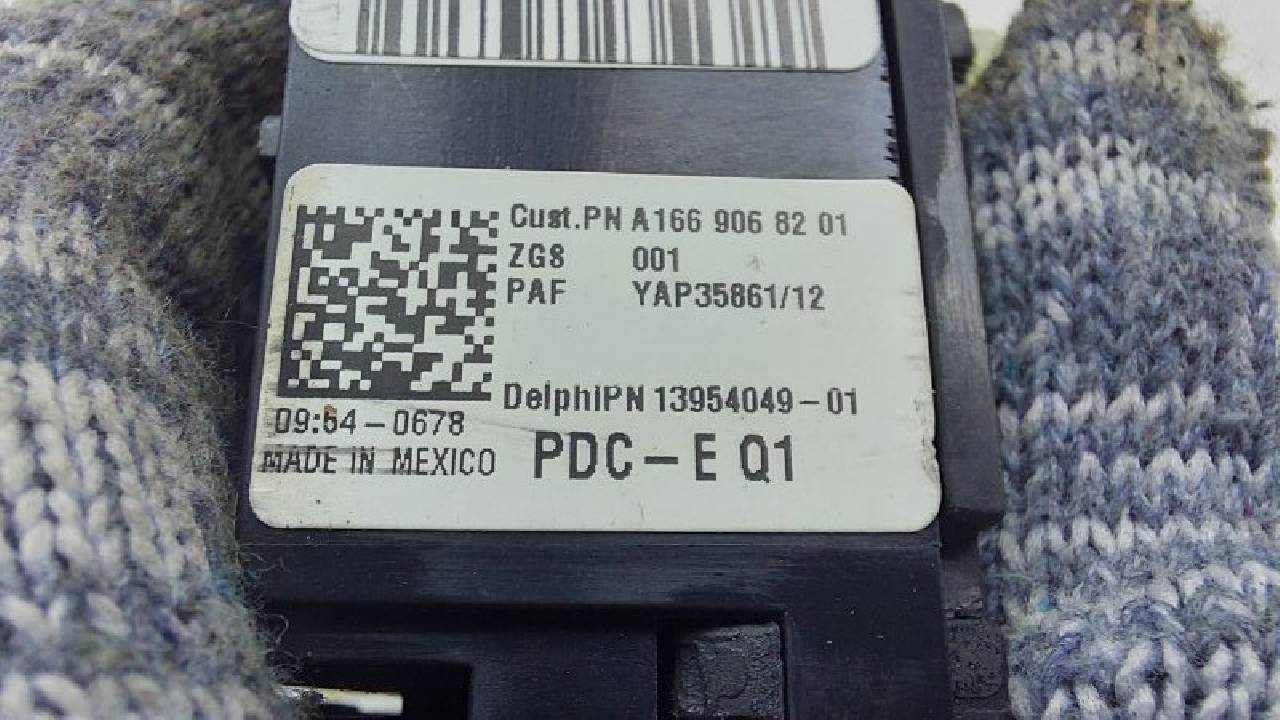 Cust.PN A166 906 82 01
ZGS 001
PAF YAP35861/12
DelphiPN 13954049-01
09:54-0678
MADE IN MEXICO
PDC-E Q1